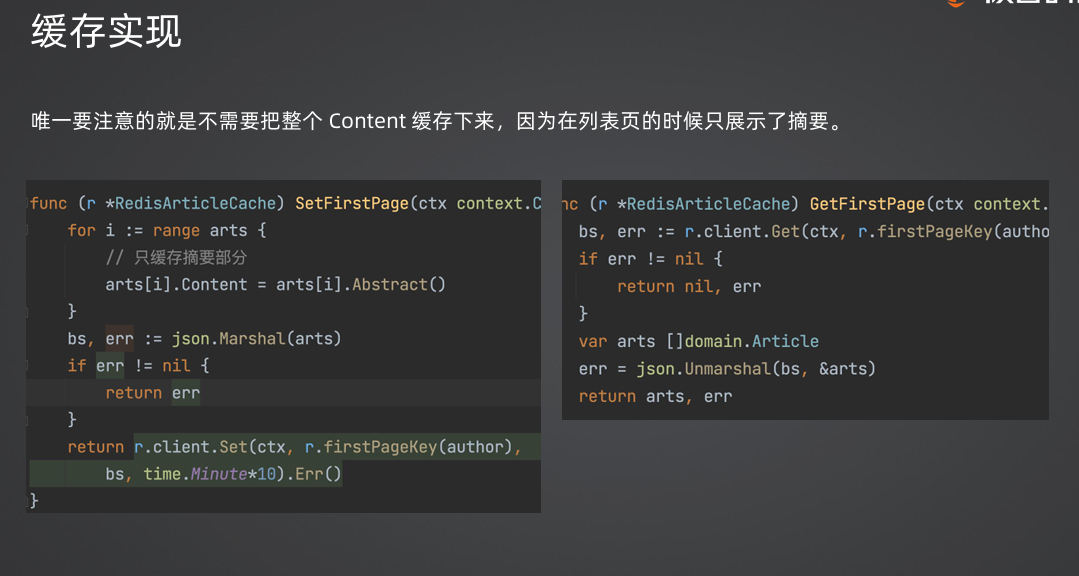 缓存实现
唯一要注意的就是不需要把整个 Content 缓存下来，因为在列表页的时候只展示了摘要。
func (r *RedisArticleCache) SetFirstPage(ctx context.C
for i := range arts {
// 只缓存摘要部分
arts[i].Content = arts[i].Abstract()
}
bs, err := json.Marshal(arts)
if err != nil {
return err
}
return r.client.Set(ctx, r.firstPageKey(author),
bs, time.Minute*10).Err()
}
nc (r *RedisArticleCache) GetFirstPage(ctx context.
bs, err := r.client.Get(ctx, r.firstPageKey(autho
if err != nil {
return nil, err
}
var arts []domain.Article
err = json.Unmarshal(bs, &arts)
return arts, err